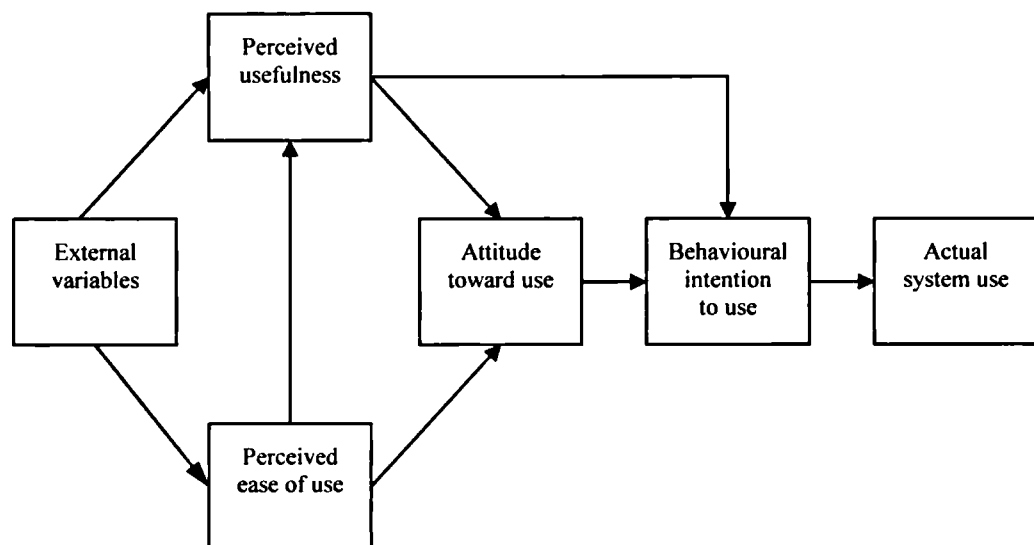 Perceived
usefulness
External
variables
Attitude
toward use
Behavioural
intention
to use
Actual
system use
Perceived
ease of use